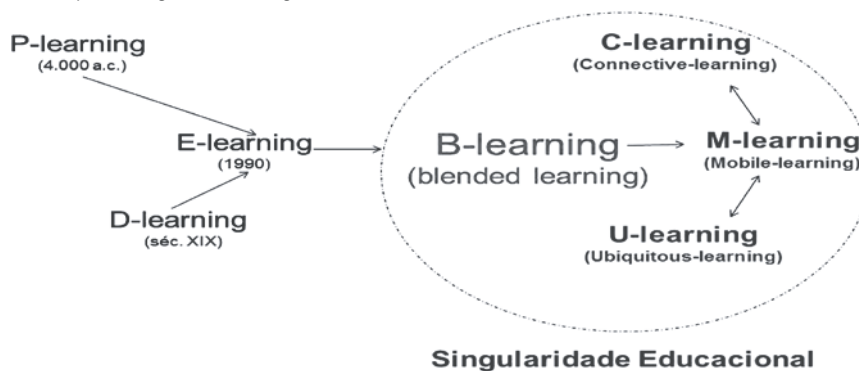 P-learning
(4.000 a.c.)
E-learning
(1990)
D-learning
(séc. XIX)
B-learning
(blended learning)
C-learning
(Connective-learning)
M-learning
(Mobile-learning)
U-learning
(Ubiquitous-learning)
Singularidade Educacional